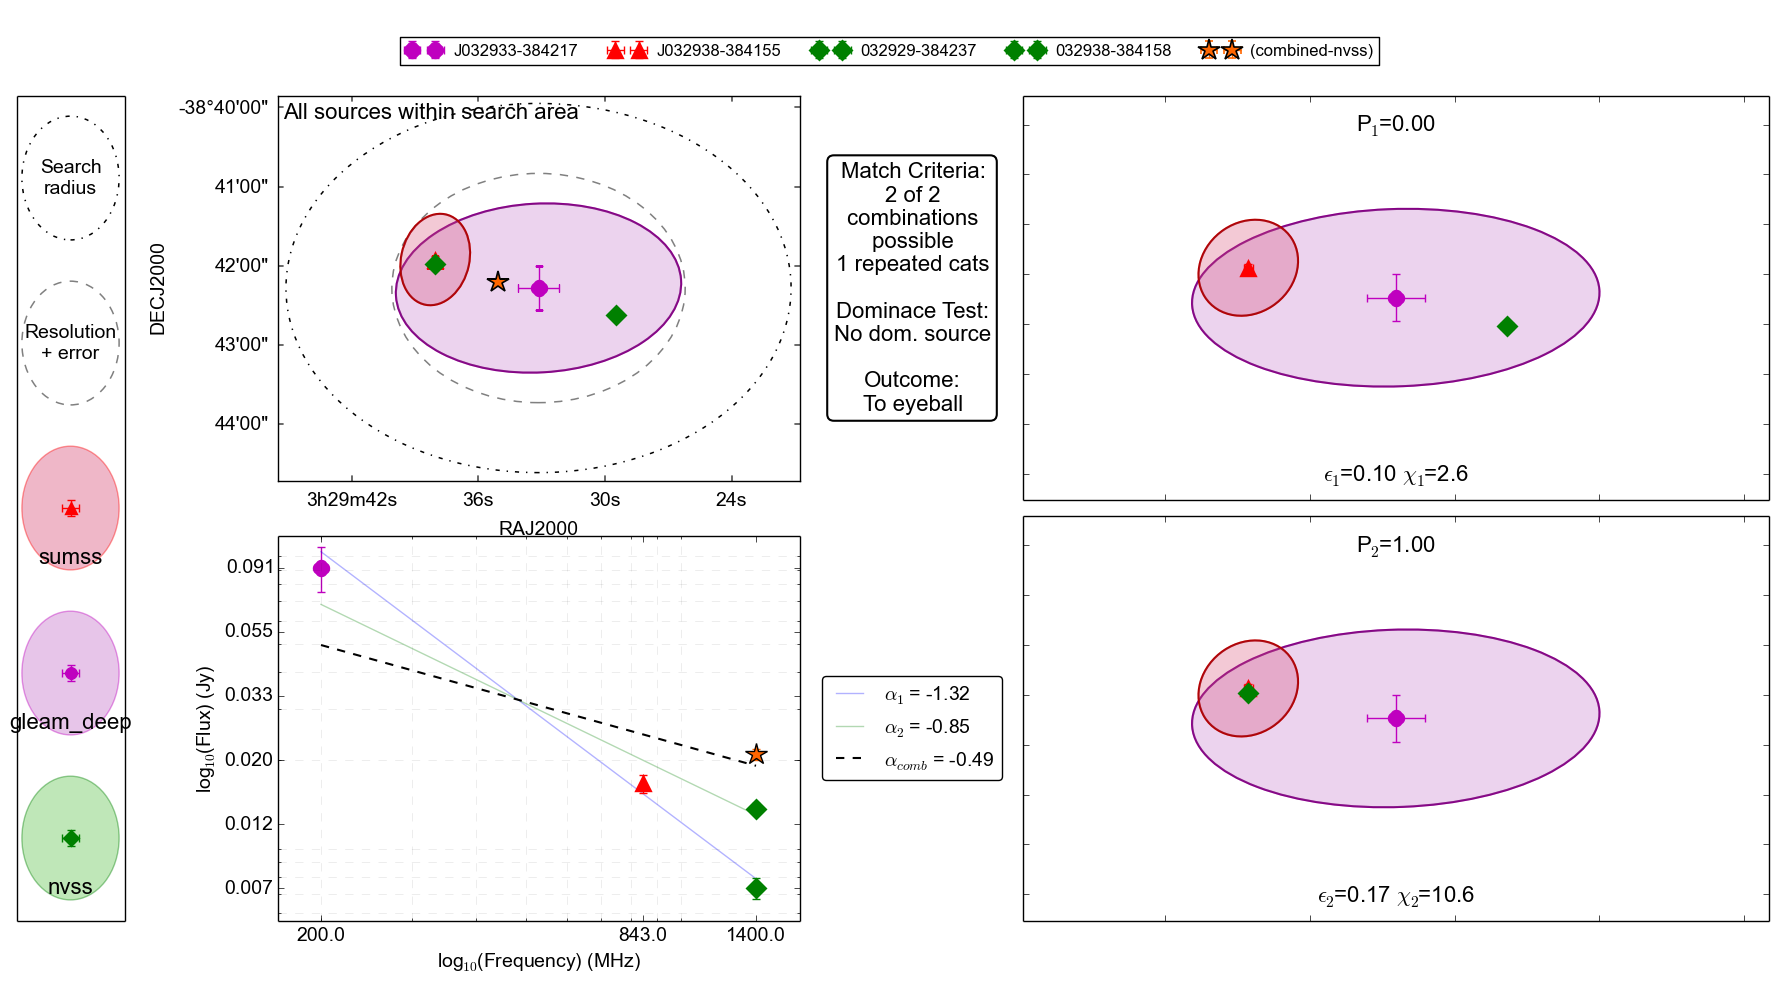 J032933-384217
J032938-384155
032929-384237
032938-384158
(combined-nvss)
Search
radius
Resolution
+ error
sumss
gleam_deep
nvss
All sources within search area
DECJ2000
-38°40'00"
41'00"
42'00"
43'00"
44'00"
3h29m42s
36s
30s
24s
RAJ2000
Match Criteria:
2 of 2
combinations
possible
1 repeated cats
Dominace Test:
No dom. source
Outcome:
To eyeball
P₁=0.00
ϵ₁=0.10 χ₁=2.6
log₁₀(Flux) (Jy)
0.091
0.055
0.033
0.020
0.012
0.007
200.0
843.0
1400.0
log₁₀(Frequency) (MHz)
α₁ = -1.32
α₂ = -0.85
α_comb = -0.49
P₂=1.00
ϵ₂=0.17 χ₂=10.6